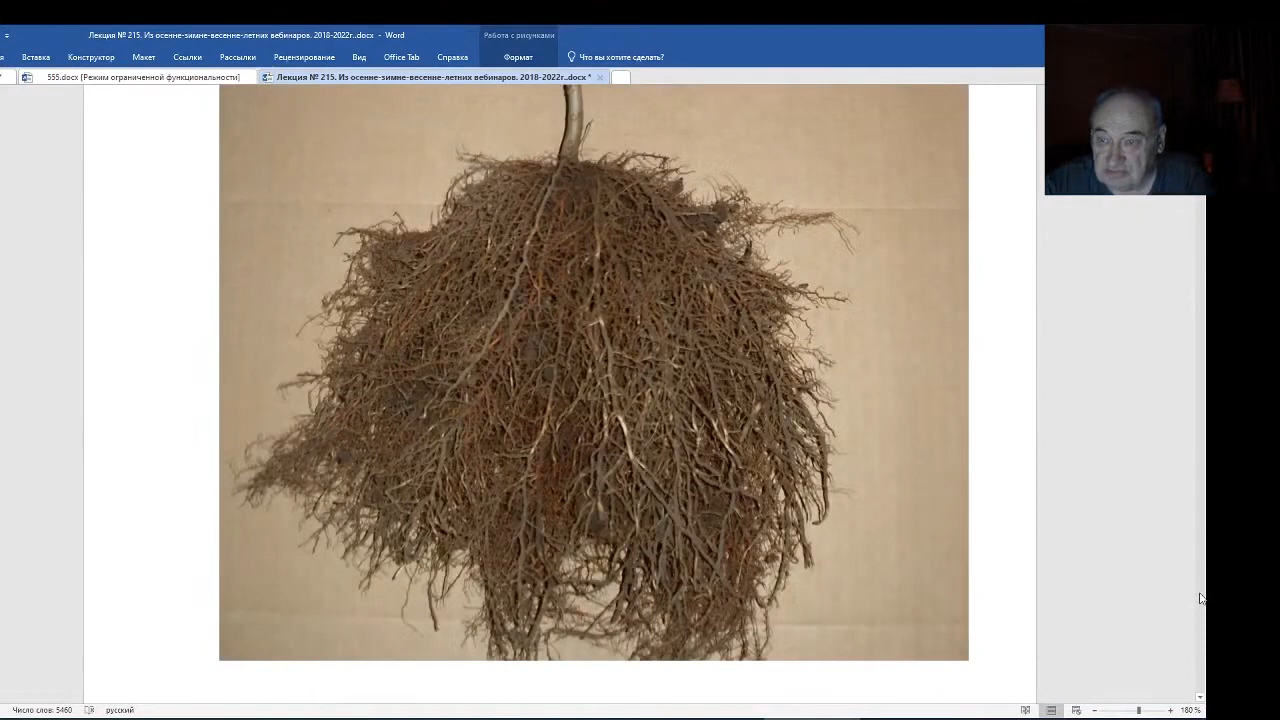 Лекция № 215. Из осенне-зимне-весенне-летних вебинаров. 2018-2022г..docx - Word
Работа с рисунками
Вставка Конструктор Макет Ссылки Рассылки Рецензирование Вид Office Tab Справка Формат Что вы хотите сделать?
555.docx [Режим ограниченной функциональности] Лекция № 215. Из осенне-зимне-весенне-летних вебинаров. 2018-2022г..docx *
Число слов: 5460 русский 180 %